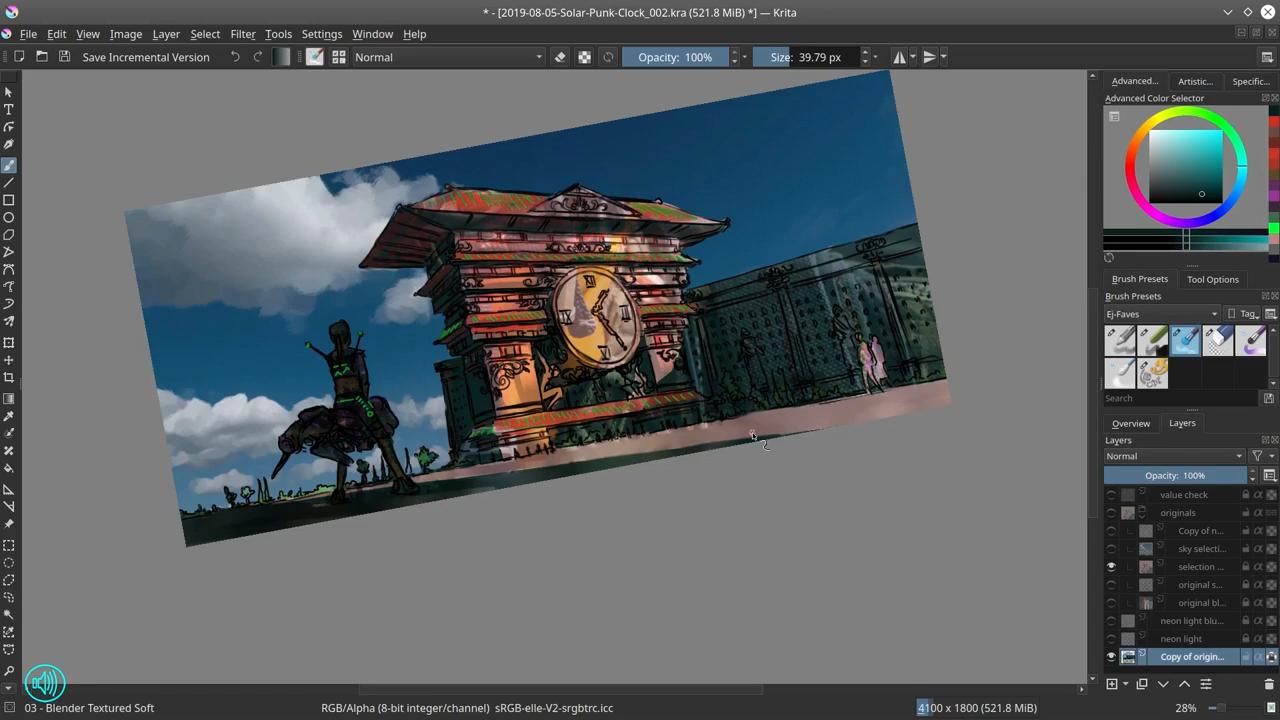 * - [2019-08-05-Solar-Punk-Clock_002.kra (521.8 MiB) *] — Krita
File Edit View Image Layer Select Filter Tools Settings Window Help
Save Incremental Version Normal Opacity: 100% Size: 39.79 px
Advanced... Artistic... Specific...
Advanced Color Selector
Brush Presets Tool Options
Brush Presets
Ej-Faves Tag
Search
Overview Layers
Layers
Normal
Opacity: 100%
value check
originals
Copy of n...
sky selecti...
selection ...
original s...
original bl...
neon light blu...
neon light
Copy of origin...
03 - Blender Textured Soft RGB/Alpha (8-bit integer/channel) sRGB-elle-V2-srgbtrc.icc 4100 x 1800 (521.8 MiB) 28%